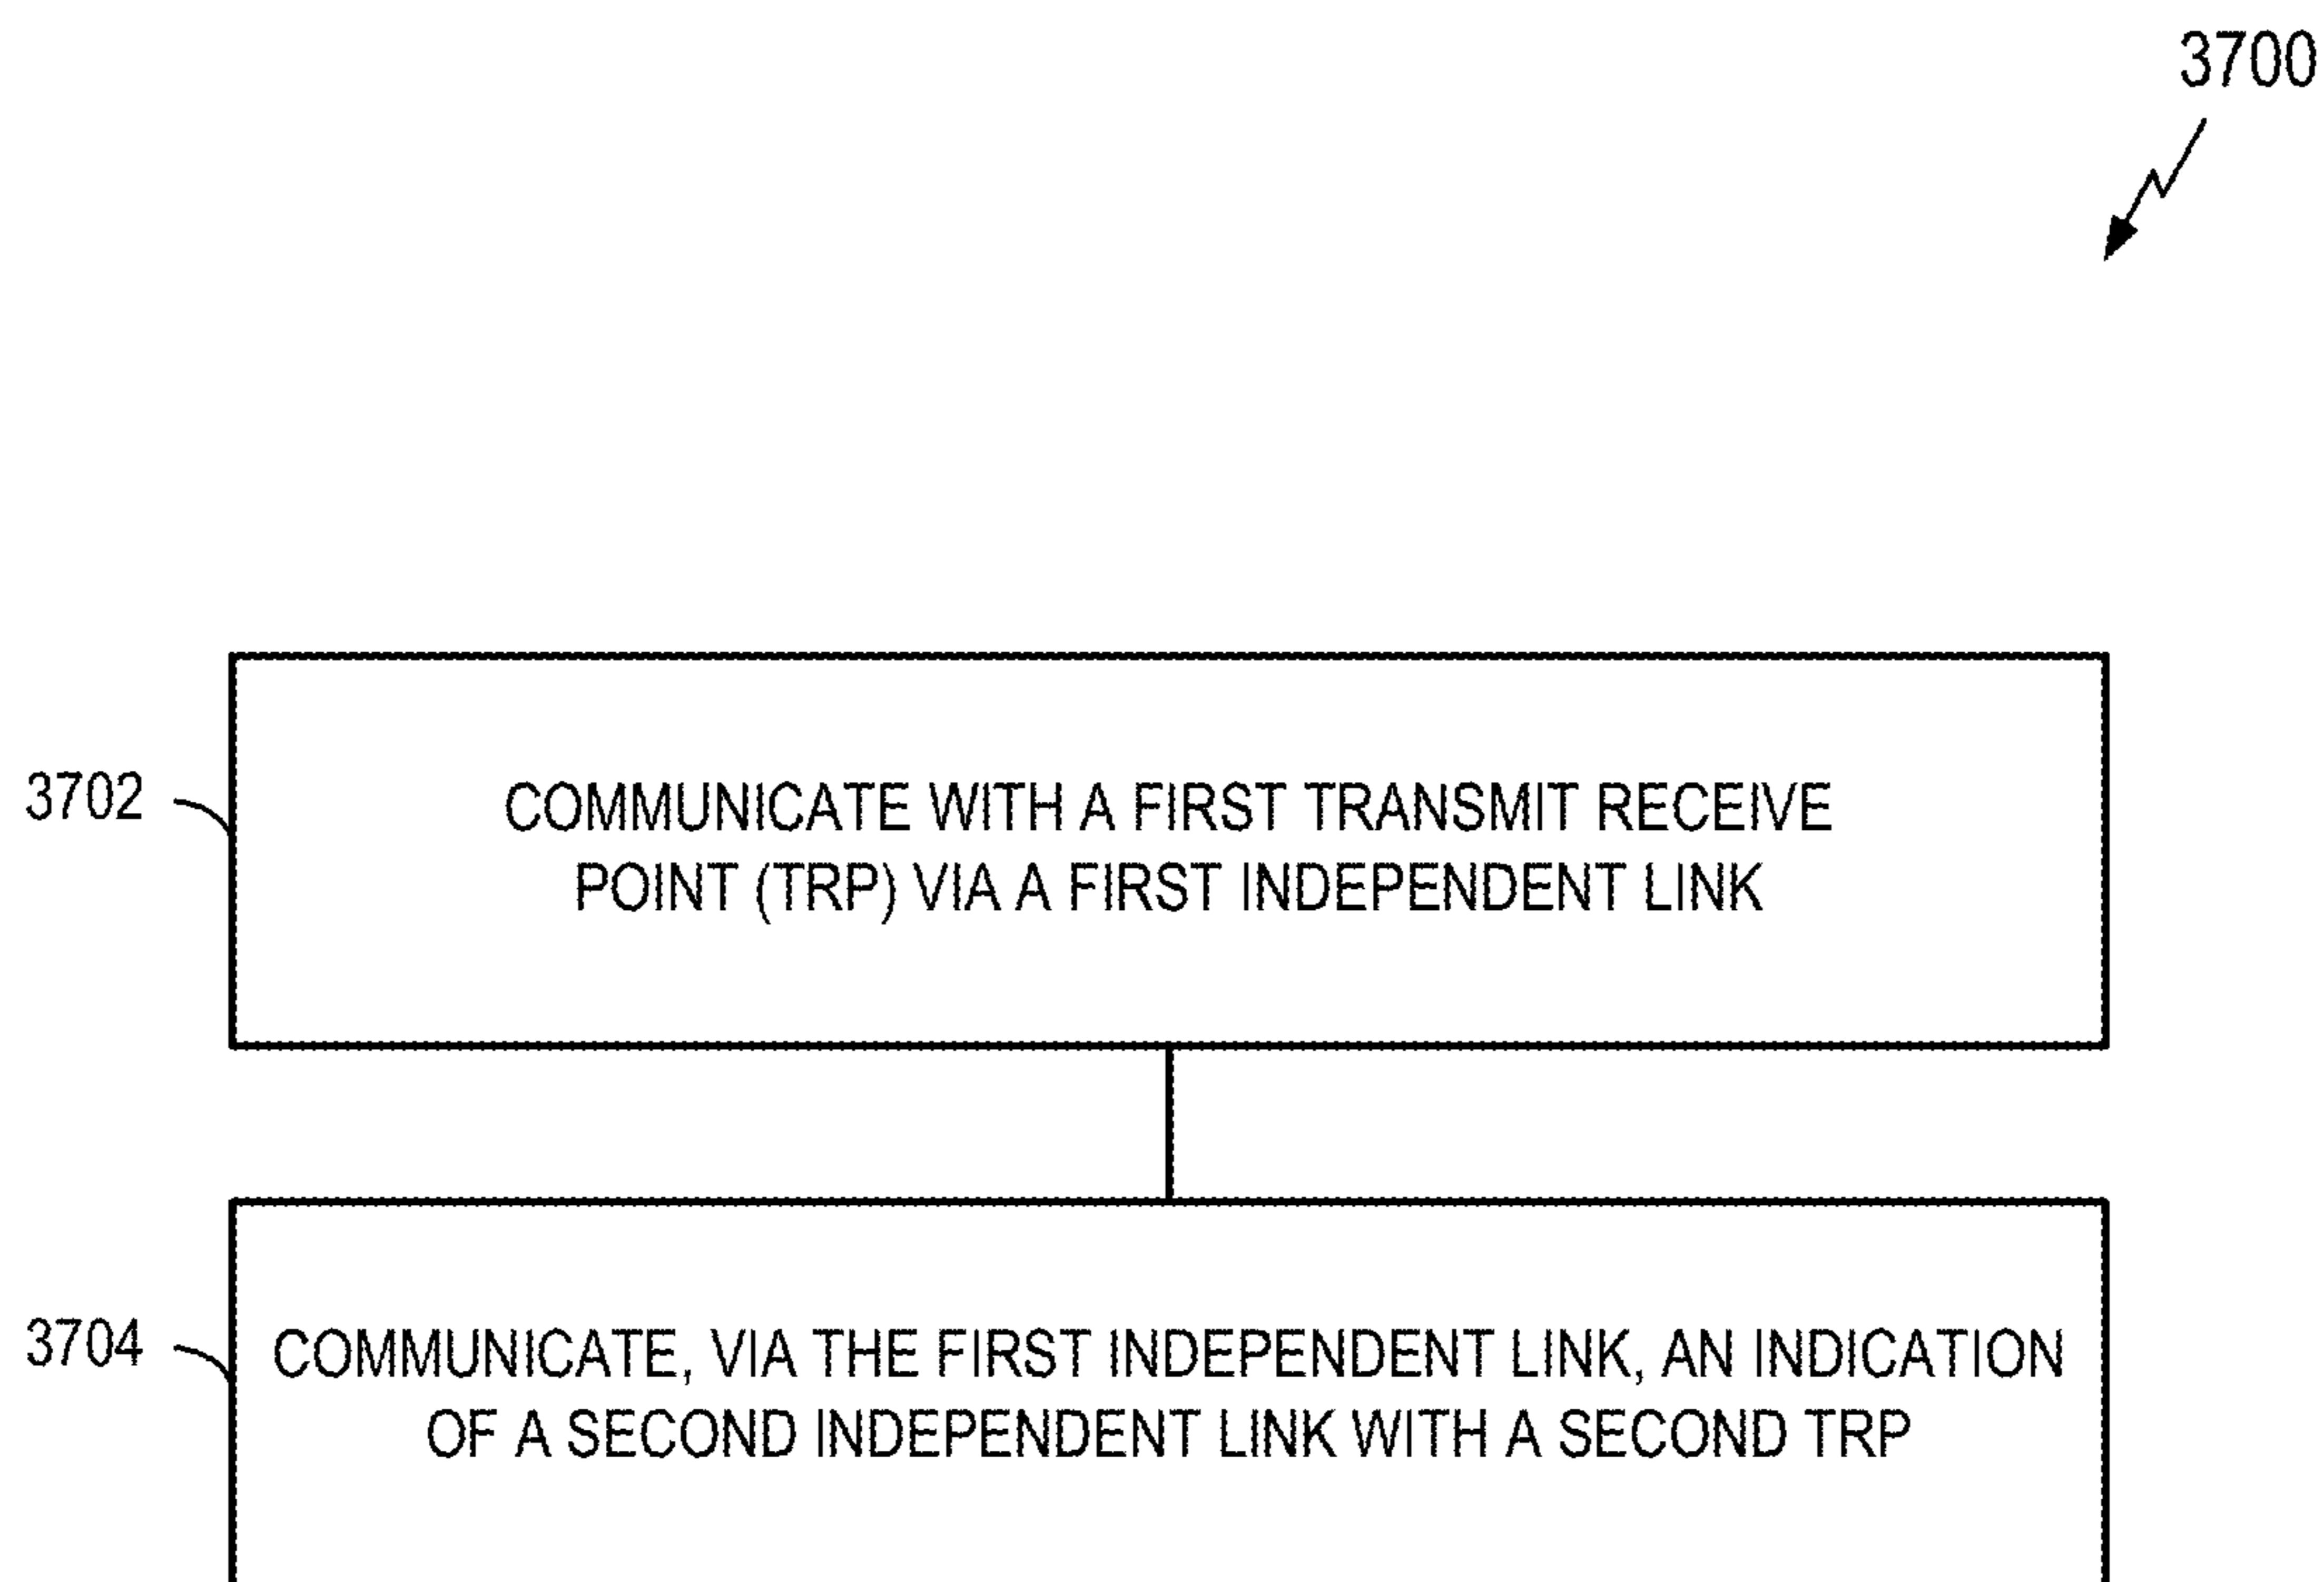 3700
3702
COMMUNICATE WITH A FIRST TRANSMIT RECEIVE
POINT (TRP) VIA A FIRST INDEPENDENT LINK
3704
COMMUNICATE, VIA THE FIRST INDEPENDENT LINK, AN INDICATION
OF A SECOND INDEPENDENT LINK WITH A SECOND TRP